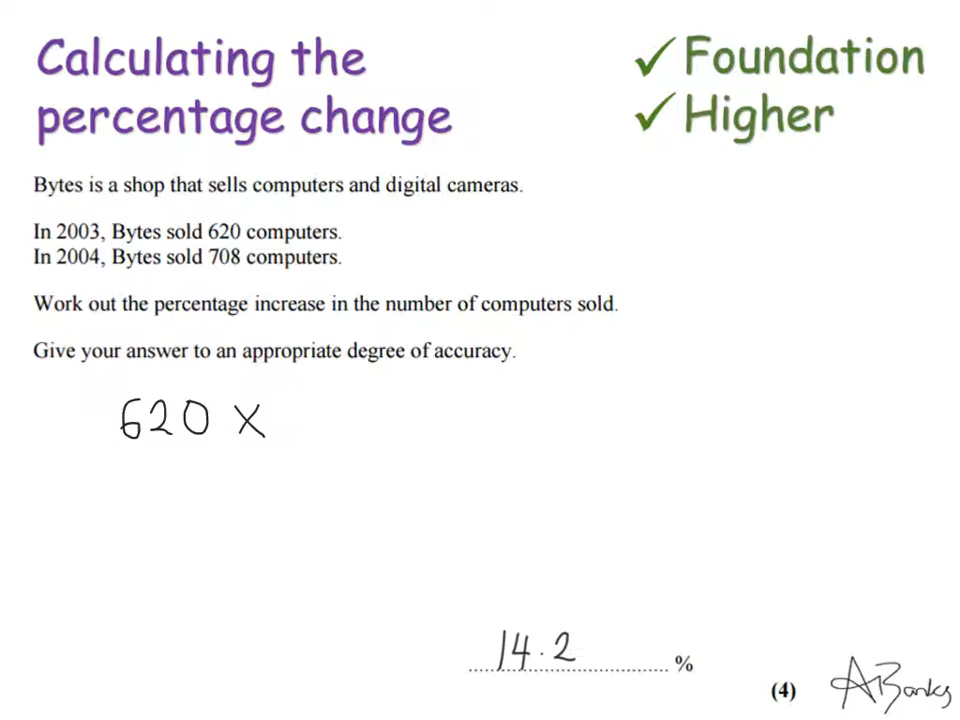 Calculating the
percentage change
✓ Foundation
✓ Higher
Bytes is a shop that sells computers and digital cameras.
In 2003, Bytes sold 620 computers.
In 2004, Bytes sold 708 computers.
Work out the percentage increase in the number of computers sold.
Give your answer to an appropriate degree of accuracy.
620 ×
14.2 %
(4) ABanks